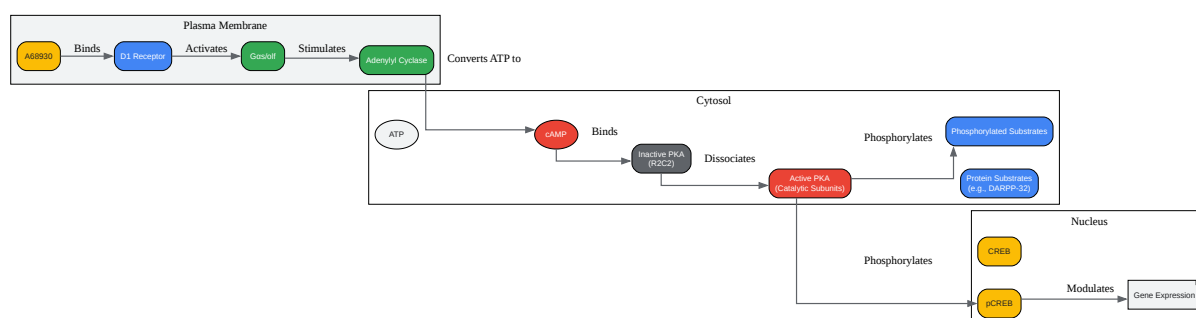 Plasma Membrane
A68930
Binds
D1 Receptor
Activates
Gαs/olf
Stimulates
Adenylyl Cyclase
Converts ATP to
Cytosol
ATP
cAMP
Binds
Inactive PKA
(R2C2)
Dissociates
Active PKA
(Catalytic Subunits)
Phosphorylates
Phosphorylated Substrates
Protein Substrates
(e.g., DARPP-32)
Nucleus
CREB
Phosphorylates
pCREB
Modulates
Gene Expression